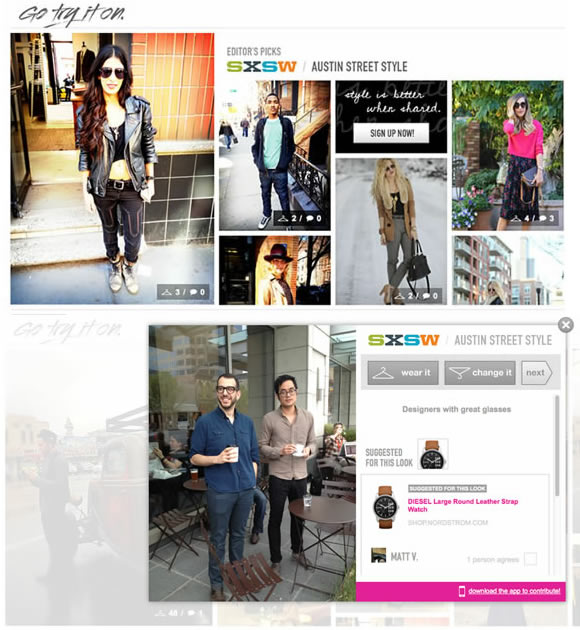 Go try it on.
EDITOR'S PICKS
SXSW / AUSTIN STREET STYLE
style is better
when shared.
SIGN UP NOW!
2 / 0
4 / 3
3 / 0
2 / 0
Go try it on.
SXSW / AUSTIN STREET STYLE
wear it
change it
next
Designers with great glasses
SUGGESTED
FOR THIS LOOK
SUGGESTED FOR THIS LOOK
DIESEL Large Round Leather Strap
Watch
SHOP.NORDSTROM.COM
MATT V.
1 person agrees
download the app to contribute!
48 / 1